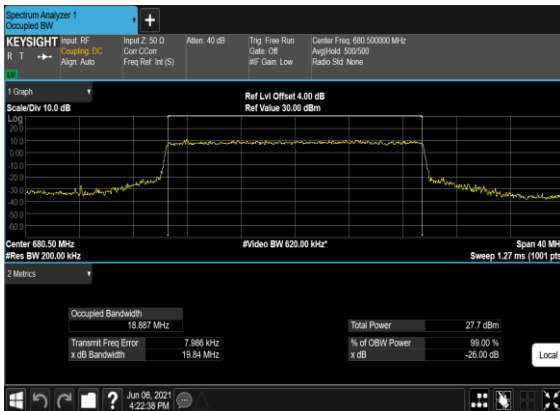 Spectrum Analyzer 1
Occupied BW
+
KEYSIGHT
R T
LXI
Input: RF
Coupling: DC
Align: Auto
Input Z: 50 Ω
Corr CCorr
Freq Ref: Int (S)
Atten: 40 dB
Trig: Free Run
Gate: Off
#IF Gain: Low
Center Freq: 680.500000 MHz
Avg|Hold: 500/500
Radio Std: None
1 Graph
Scale/Div 10.0 dB
Ref Lvl Offset 4.00 dB
Ref Value 30.00 dBm
Log
20.0
10.0
0.00
-10.0
-20.0
-30.0
-40.0
-50.0
-60.0
Center 680.50 MHz
#Res BW 200.00 kHz
#Video BW 620.00 kHz*
Span 40 MH
Sweep 1.27 ms (1001 pts
2 Metrics
Occupied Bandwidth
18.887 MHz
Transmit Freq Error 7.986 kHz
x dB Bandwidth 19.84 MHz
Total Power 27.7 dBm
% of OBW Power 99.00 %
x dB -26.00 dB
Local
?
Jun 06, 2021
4:22:38 PM